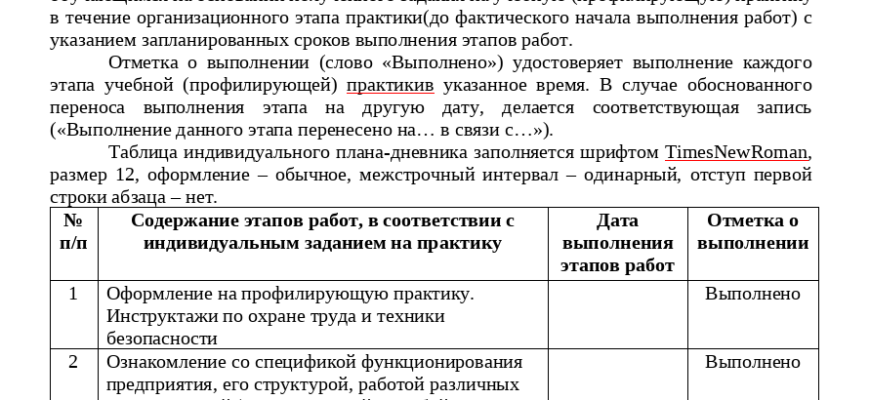 в течение организационного этапа практики(до фактического начала выполнения работ) с
указанием запланированных сроков выполнения этапов работ.
Отметка о выполнении (слово «Выполнено») удостоверяет выполнение каждого
этапа учебной (профилирующей) практикив указанное время. В случае обоснованного
переноса выполнения этапа на другую дату, делается соответствующая запись
(«Выполнение данного этапа перенесено на… в связи с…»).
Таблица индивидуального плана-дневника заполняется шрифтом TimesNewRoman,
размер 12, оформление – обычное, межстрочный интервал – одинарный, отступ первой
строки абзаца – нет.
№ п/п
Содержание этапов работ, в соответствии с
индивидуальным заданием на практику
Дата
выполнения
этапов работ
Отметка о
выполнении
1
Оформление на профилирующую практику.
Инструктажи по охране труда и техники
безопасности
Выполнено
2
Ознакомление со спецификой функционирования
предприятия, его структурой, работой различных
Выполнено